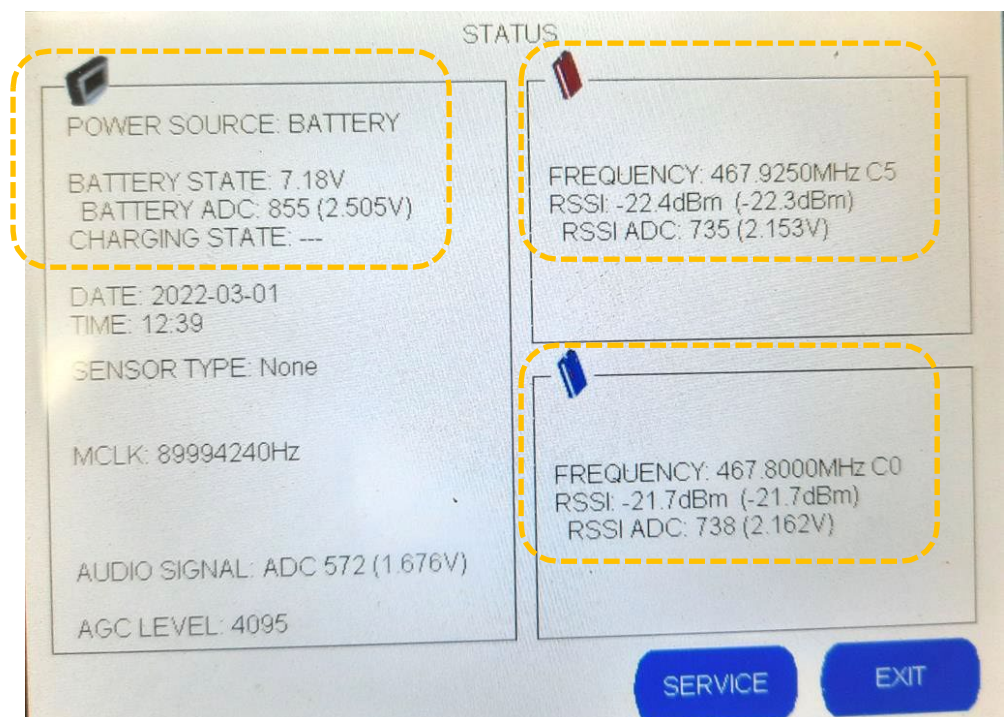 STATUS
POWER SOURCE: BATTERY
BATTERY STATE: 7.18V
BATTERY ADC: 855 (2.505V)
CHARGING STATE: ---
DATE: 2022-03-01
TIME: 12:39
SENSOR TYPE: None
MCLK: 89994240Hz
AUDIO SIGNAL: ADC 572 (1.676V)
AGC LEVEL: 4095
FREQUENCY: 467.9250MHz C5
RSSI: -22.4dBm (-22.3dBm)
RSSI ADC: 735 (2.153V)
FREQUENCY: 467.8000MHz C0
RSSI: -21.7dBm (-21.7dBm)
RSSI ADC: 738 (2.162V)
SERVICE
EXIT